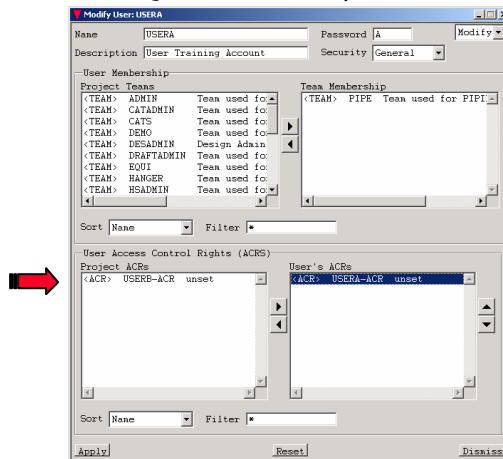 Modify User: USERA
Name USERA Password A Modify
Description User Training Account Security General
User Membership
Project Teams Team Membership
<TEAM> ADMIN Team used fo <TEAM> PIPE Team used for PIPI
<TEAM> CATADMIN Team used fo
<TEAM> CATS Team used fo
<TEAM> DEMO Team used fo
<TEAM> DESADMIN Design Admin
<TEAM> DRAFTADMIN Team used fo
<TEAM> EQUI Team used fo
<TEAM> HANGER Team used fo
<TEAM> HSADMIN Team used fo
Sort Name Filter *
User Access Control Rights (ACRS)
Project ACRs User's ACRs
<ACR> USERB-ACR unset <ACR> USERA-ACR unset
Sort Name Filter *
Apply Reset Dismiss